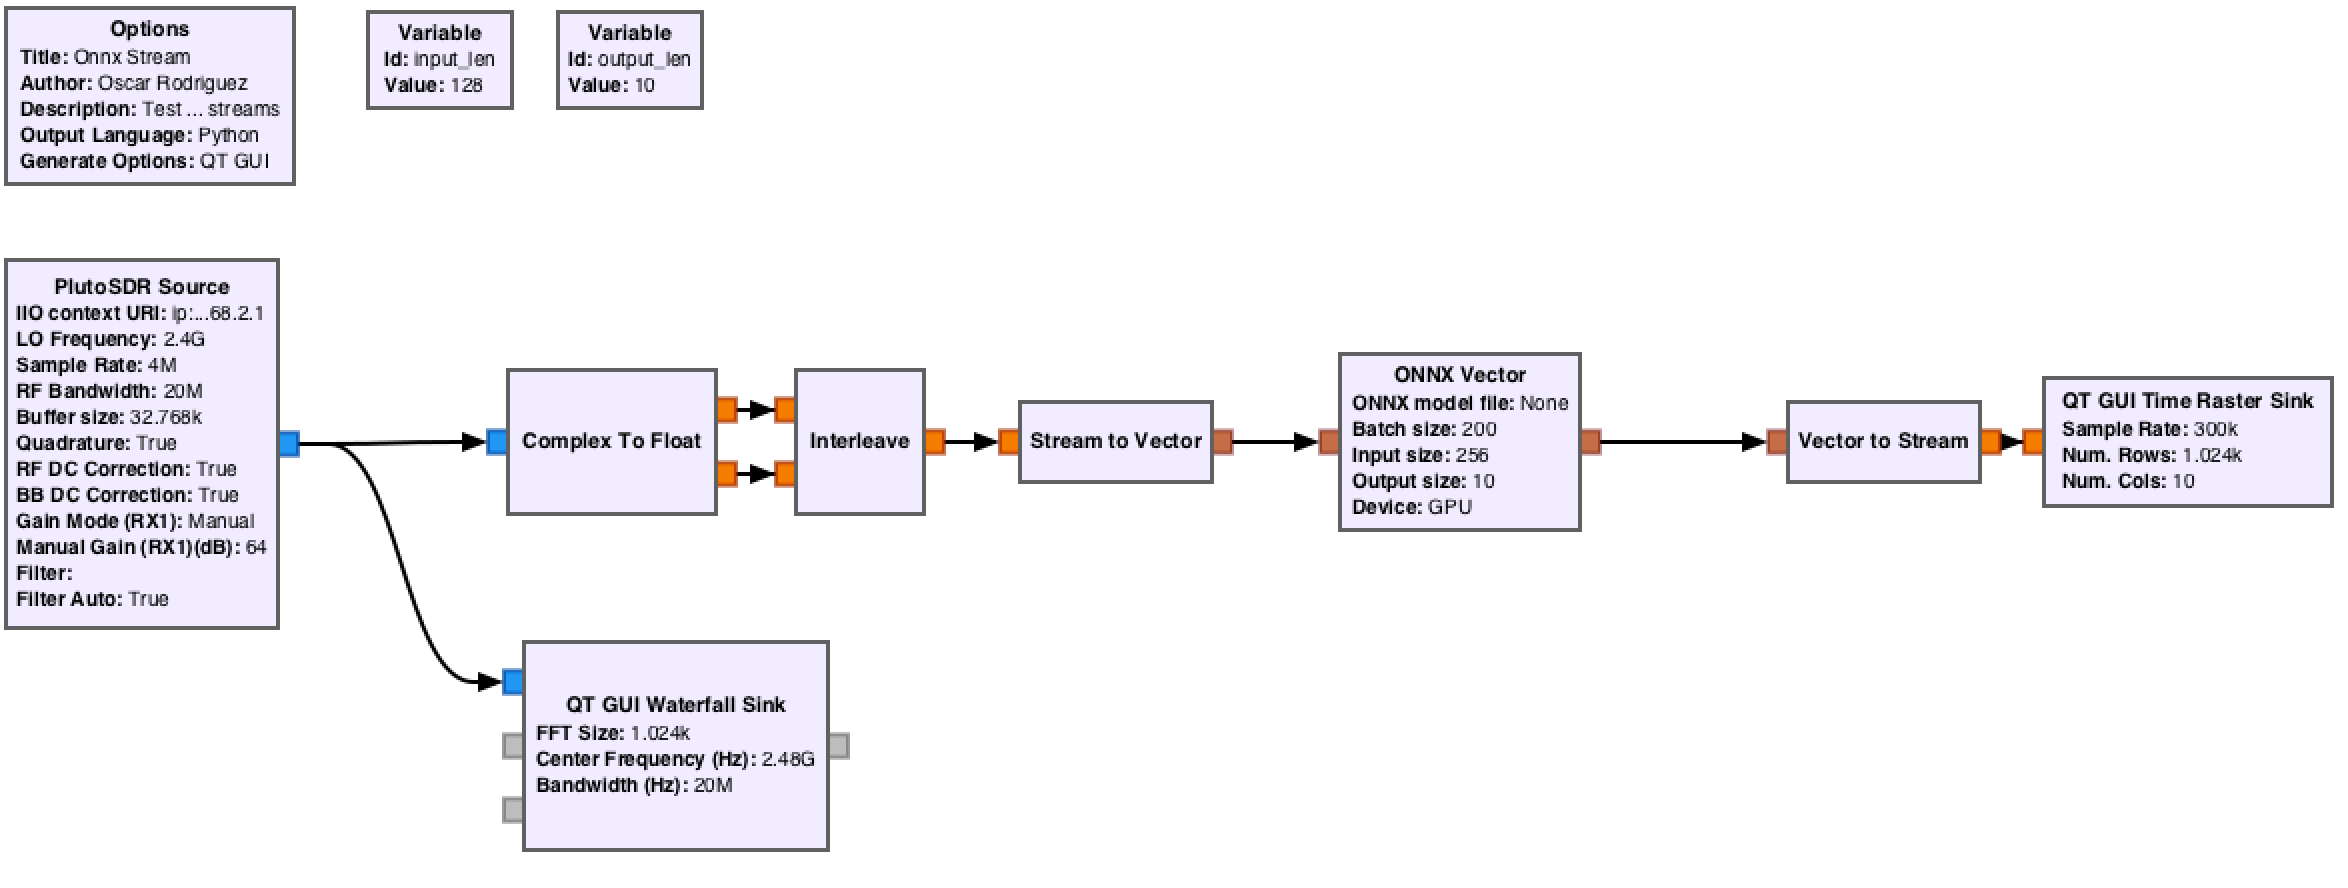 Options
Title: Onnx Stream
Author: Oscar Rodriguez
Description: Test ... streams
Output Language: Python
Generate Options: QT GUI
Variable
Id: input_len
Value: 128
Variable
Id: output_len
Value: 10
PlutoSDR Source
IIO context URI: ip:...68.2.1
LO Frequency: 2.4G
Sample Rate: 4M
RF Bandwidth: 20M
Buffer size: 32.768k
Quadrature: True
RF DC Correction: True
BB DC Correction: True
Gain Mode (RX1): Manual
Manual Gain (RX1)(dB): 64
Filter:
Filter Auto: True
Complex To Float
Interleave
Stream to Vector
ONNX Vector
ONNX model file: None
Batch size: 200
Input size: 256
Output size: 10
Device: GPU
Vector to Stream
QT GUI Time Raster Sink
Sample Rate: 300k
Num. Rows: 1.024k
Num. Cols: 10
QT GUI Waterfall Sink
FFT Size: 1.024k
Center Frequency (Hz): 2.48G
Bandwidth (Hz): 20M